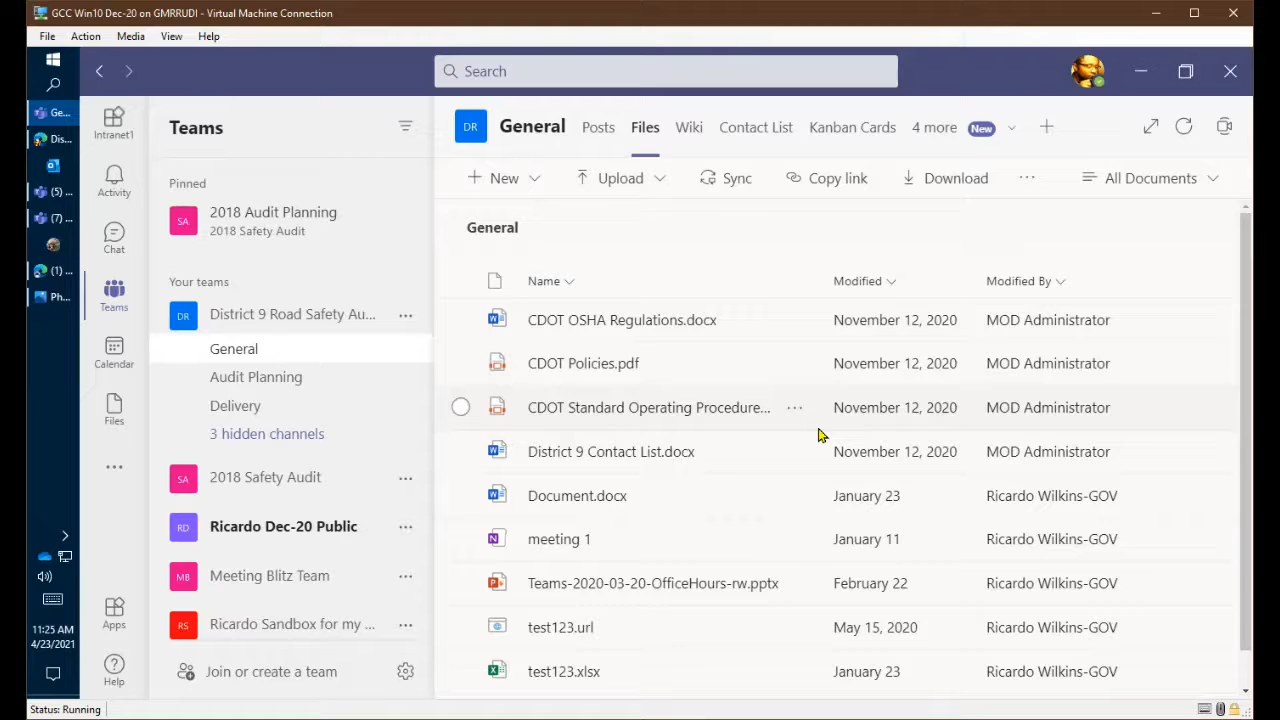 GCC Win10 Dec-20 on GMRRUD! - Virtual Machine Connection
File Action Media View Help
Search
Ge...
Dis...
(5) ...
(7) ...
(1) ...
Ph...
11:25 AM
4/23/2021
Intranet1
Activity
Chat
Teams
Calendar
Files
Apps
Help
Teams
Pinned
SA 2018 Audit Planning
2018 Safety Audit
Your teams
DR District 9 Road Safety Au...
General
Audit Planning
Delivery
3 hidden channels
SA 2018 Safety Audit
RD Ricardo Dec-20 Public
MB Meeting Blitz Team
RS Ricardo Sandbox for my ...
Join or create a team
DR General Posts Files Wiki Contact List Kanban Cards 4 more New
New Upload Sync Copy link Download All Documents
General
Name Modified Modified By
CDOT OSHA Regulations.docx November 12, 2020 MOD Administrator
CDOT Policies.pdf November 12, 2020 MOD Administrator
CDOT Standard Operating Procedure... November 12, 2020 MOD Administrator
District 9 Contact List.docx November 12, 2020 MOD Administrator
Document.docx January 23 Ricardo Wilkins-GOV
meeting 1 January 11 Ricardo Wilkins-GOV
Teams-2020-03-20-OfficeHours-rw.pptx February 22 Ricardo Wilkins-GOV
test123.url May 15, 2020 Ricardo Wilkins-GOV
test123.xlsx January 23 Ricardo Wilkins-GOV
Status: Running